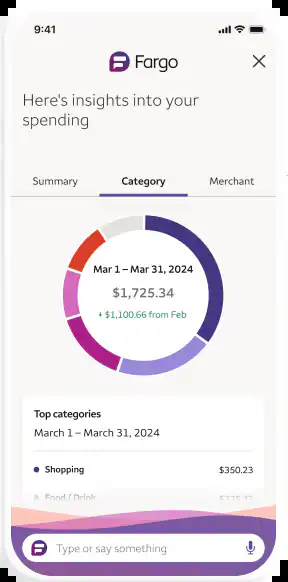 9:41
Fargo
Here's insights into your
spending
Summary Category Merchant
Mar 1 – Mar 31, 2024
$1,725.34
+ $1,100.66 from Feb
Top categories
March 1 – March 31, 2024
Shopping $350.23
Food / Drink
Type or say something